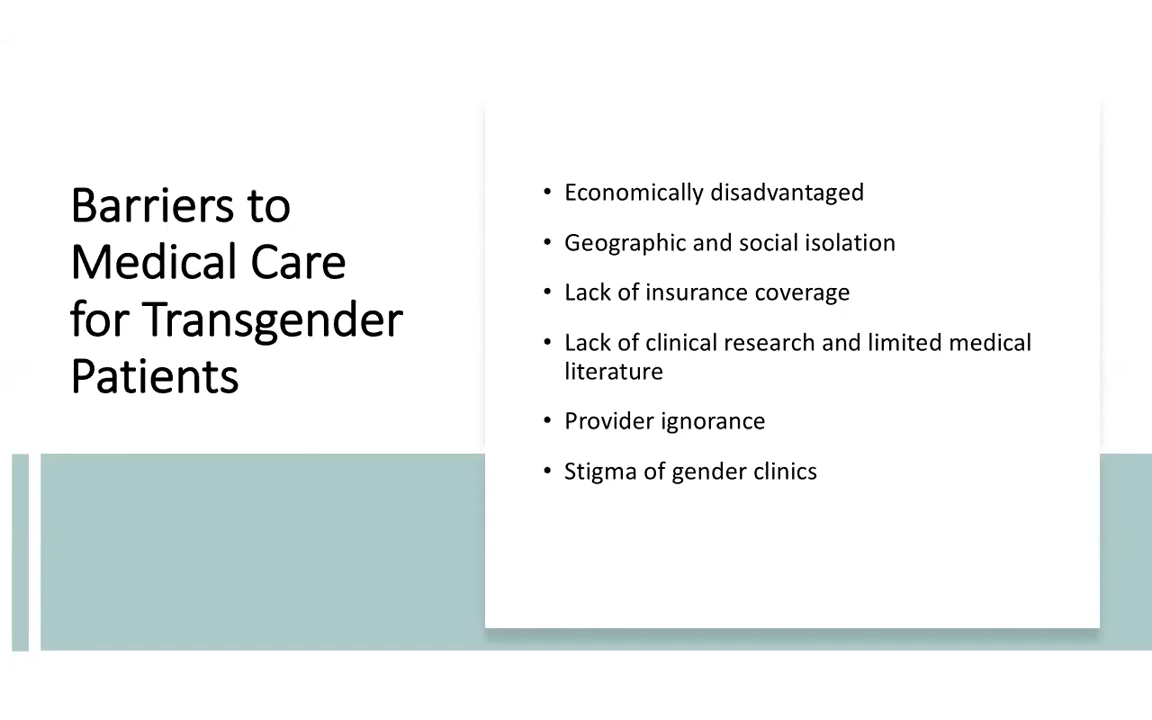 Barriers to
Medical Care
for Transgender
Patients
• Economically disadvantaged
• Geographic and social isolation
• Lack of insurance coverage
• Lack of clinical research and limited medical
literature
• Provider ignorance
• Stigma of gender clinics